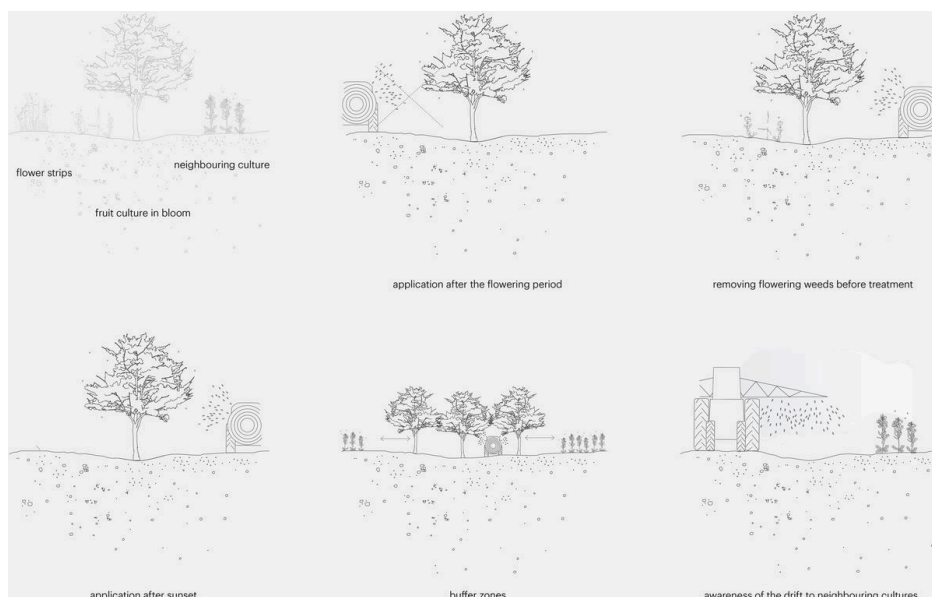 neighbouring culture
flower strips
fruit culture in bloom
application after the flowering period
removing flowering weeds before treatment
application after sunset
buffer zones
awareness of the drift to neighbouring cultures